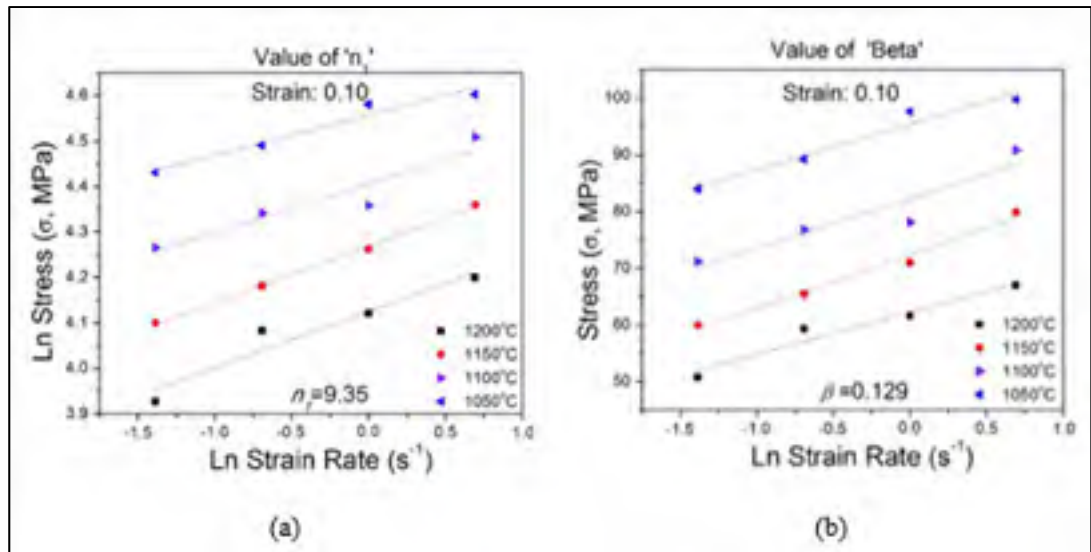 Value of 'n₁'
Strain: 0.10
Ln Stress (σ, MPa)
4.6
4.5
4.4
4.3
4.2
4.1
4.0
3.9
1200°C
1150°C
1100°C
1050°C
n₁=9.35
-1.5 -1.0 -0.5 0.0 0.5 1.0
Ln Strain Rate (s⁻¹)
(a)
Value of 'Beta'
Strain: 0.10
Stress (σ, MPa)
100
90
80
70
60
50
1200°C
1150°C
1100°C
1050°C
β=0.129
-1.5 -1.0 -0.5 0.0 0.5 1.0
Ln Strain Rate (s⁻¹)
(b)